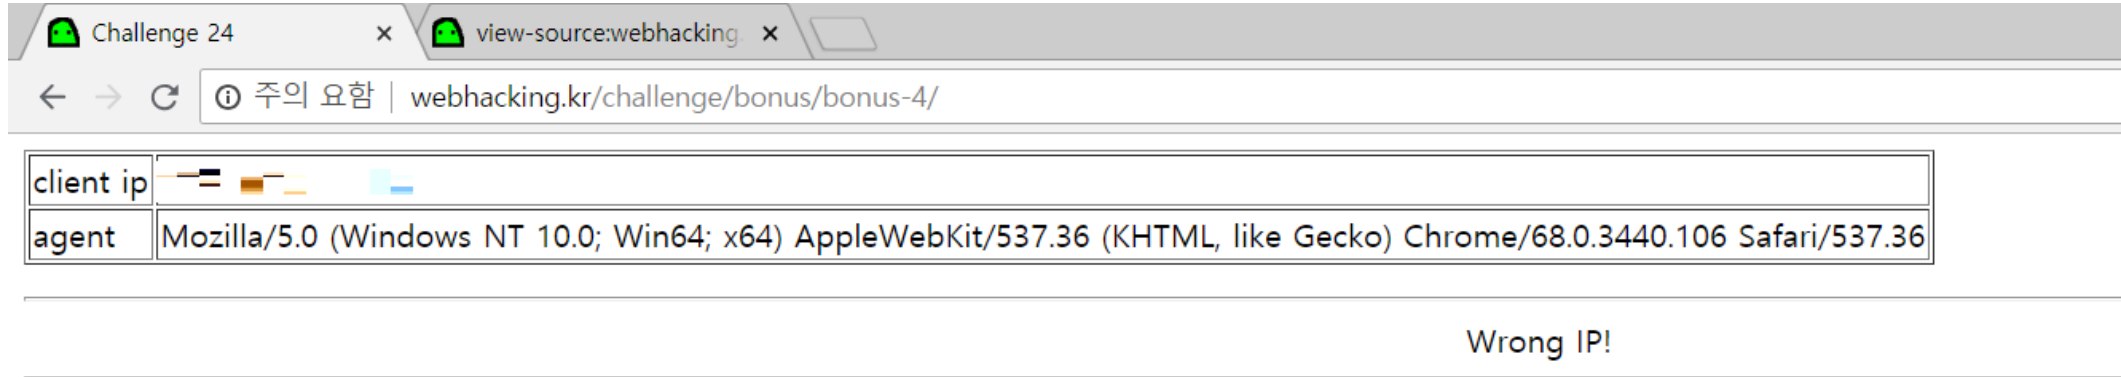 Challenge 24
view-source:webhacking.
주의 요함 | webhacking.kr/challenge/bonus/bonus-4/
client ip
agent Mozilla/5.0 (Windows NT 10.0; Win64; x64) AppleWebKit/537.36 (KHTML, like Gecko) Chrome/68.0.3440.106 Safari/537.36
Wrong IP!